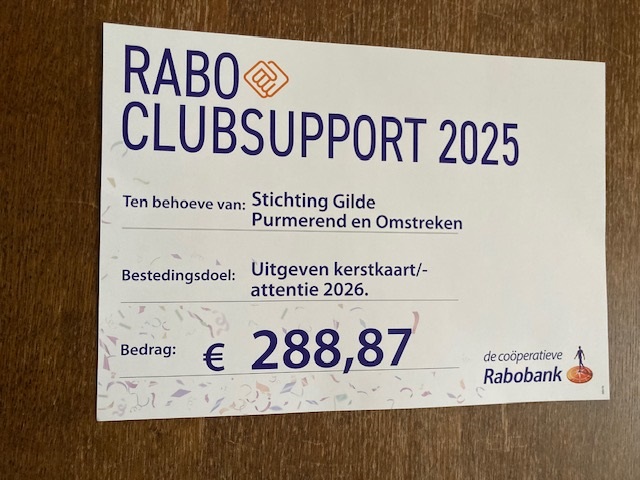 RABO
CLUBSUPPORT 2025
Ten behoeve van: Stichting Gilde
Purmerend en Omstreken
Bestedingsdoel: Uitgeven kerstkaart/-
attentie 2026.
Bedrag: € 288,87
de coöperatieve
Rabobank